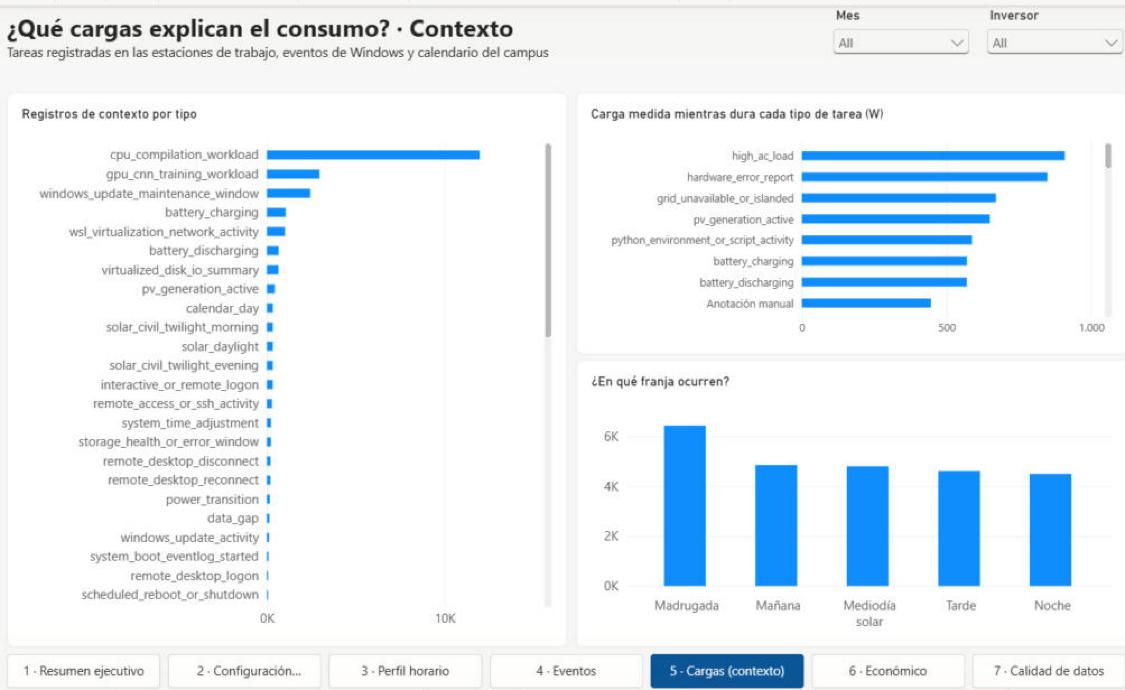 ¿Qué cargas explican el consumo? · Contexto
Tareas registradas en las estaciones de trabajo, eventos de Windows y calendario del campus
Mes
All
Inversor
All
Registros de contexto por tipo
cpu_compilation_workload
gpu_cnn_training_workload
windows_update_maintenance_window
battery_charging
wsl_virtualization_network_activity
battery_discharging
virtualized_disk_io_summary
pv_generation_active
calendar_day
solar_civil_twilight_morning
solar_daylight
solar_civil_twilight_evening
interactive_or_remote_logon
remote_access_or_ssh_activity
system_time_adjustment
storage_health_or_error_window
remote_desktop_disconnect
remote_desktop_reconnect
power_transition
data_gap
windows_update_activity
system_boot_eventlog_started
remote_desktop_logon
scheduled_reboot_or_shutdown
0K
10K
Carga medida mientras dura cada tipo de tarea (W)
high_ac_load
hardware_error_report
grid_unavailable_or_islanded
pv_generation_active
python_environment_or_script_activity
battery_charging
battery_discharging
Anotación manual
0
500
1.000
¿En qué franja ocurren?
6K
4K
2K
0K
Madrugada
Mañana
Mediodía
solar
Tarde
Noche
1 · Resumen ejecutivo
2 · Configuración...
3 · Perfil horario
4 · Eventos
5 · Cargas (contexto)
6 · Económico
7 · Calidad de datos